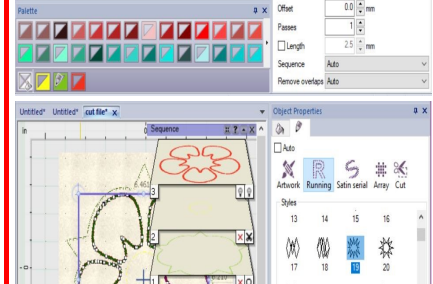 Palette
Offset 0.0 mm
Passes 1
Length 2.5 mm
Sequence Auto
Remove overlaps Auto
Untitled* Untitled* cut file* x
Object Properties
in 0 Sequence
Auto
Artwork Running Satin serial Array Cut
Styles
13 14 15 16
17 18 19 20
3
2
1